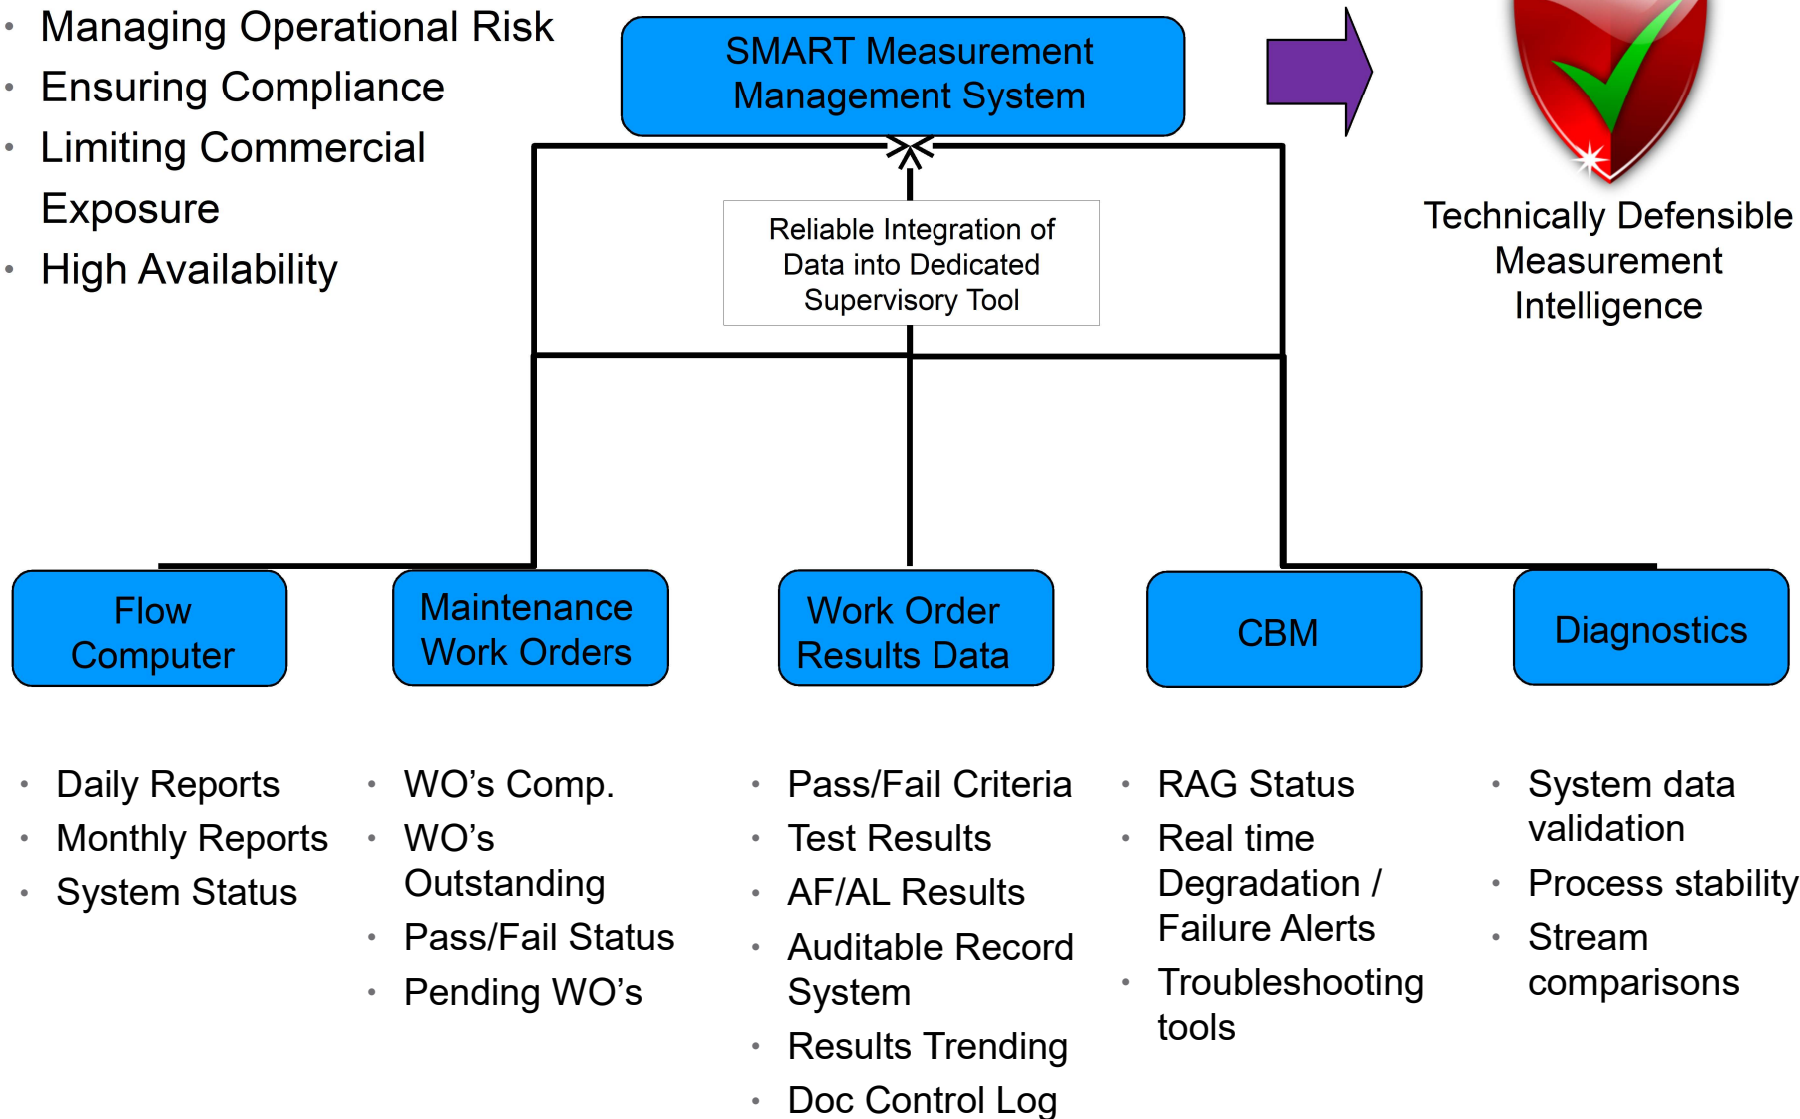 • Managing Operational Risk
• Ensuring Compliance
• Limiting Commercial
Exposure
• High Availability
SMART Measurement
Management System
Technically Defensible
Measurement
Intelligence
Reliable Integration of
Data into Dedicated
Supervisory Tool
Flow
Computer
Maintenance
Work Orders
Work Order
Results Data
CBM
Diagnostics
• Daily Reports
• Monthly Reports
• System Status
• WO’s Comp.
• WO’s
Outstanding
• Pass/Fail Status
• Pending WO’s
• Pass/Fail Criteria
• Test Results
• AF/AL Results
• Auditable Record
System
• Results Trending
• Doc Control Log
• RAG Status
• Real time
Degradation /
Failure Alerts
• Troubleshooting
tools
• System data
validation
• Process stability
• Stream
comparisons